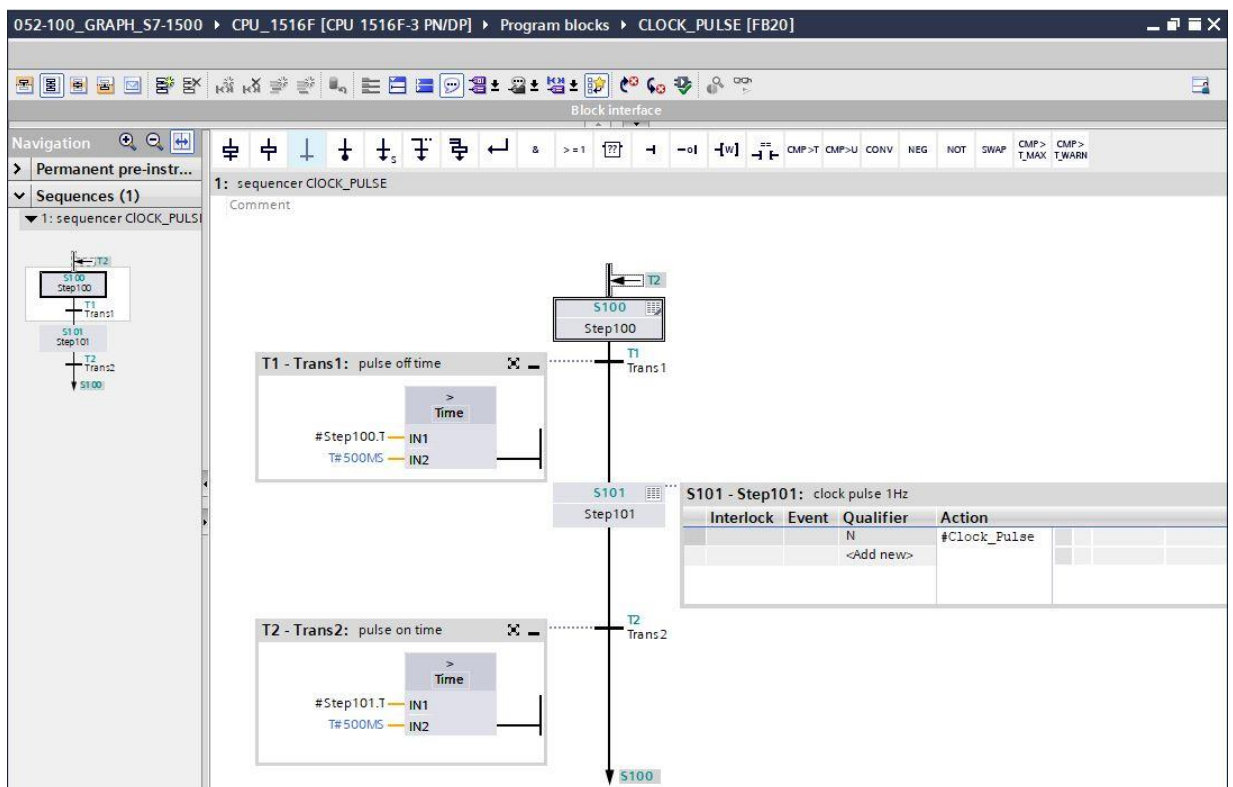 052-100_GRAPH_S7-1500 ▸ CPU_1516F [CPU 1516F-3 PN/DP] ▸ Program blocks ▸ CLOCK_PULSE [FB20]
Block interface
Navigation
Permanent pre-instr...
Sequences (1)
1: sequencer ClOCK_PULSI
T2
S100
Step100
T1
Trans1
S101
Step101
T2
Trans2
S100
& >=1 [??] [W] == CMP>T CMP>U CONV NEG NOT SWAP CMP> T_MAX CMP> T_WARN
1: sequencer ClOCK_PULSE
Comment
T2
S100
Step100
T1 - Trans1: pulse off time
T1
Trans1
>
Time
#Step100.T IN1
T#500MS IN2
S101
Step101
S101 - Step101: clock pulse 1Hz
Interlock Event Qualifier Action
N #Clock_Pulse
<Add new>
T2 - Trans2: pulse on time
T2
Trans2
>
Time
#Step101.T IN1
T#500MS IN2
S100